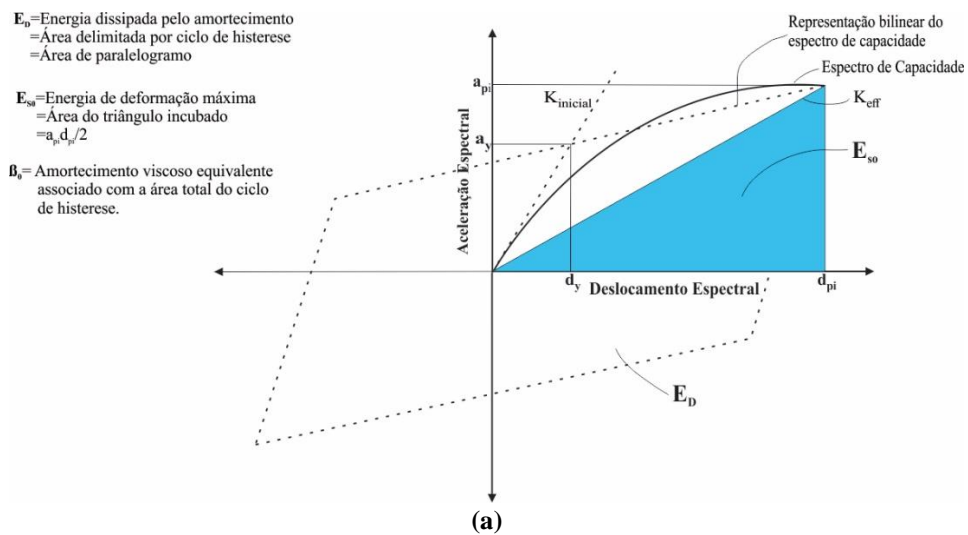 E_D=Energia dissipada pelo amortecimento
=Área delimitada por ciclo de histerese
=Área de paralelogramo
E_so=Energia de deformação máxima
=Área do triângulo incubado
=a_pi d_pi/2
ß_0= Amortecimento viscoso equivalente
associado com a área total do ciclo
de histerese.
Representação bilinear do
espectro de capacidade
Espectro de Capacidade
a_pi
K_inicial
K_eff
a_y
E_so
Aceleração Espectral
d_y
Deslocamento Espectral
d_pi
E_D
(a)